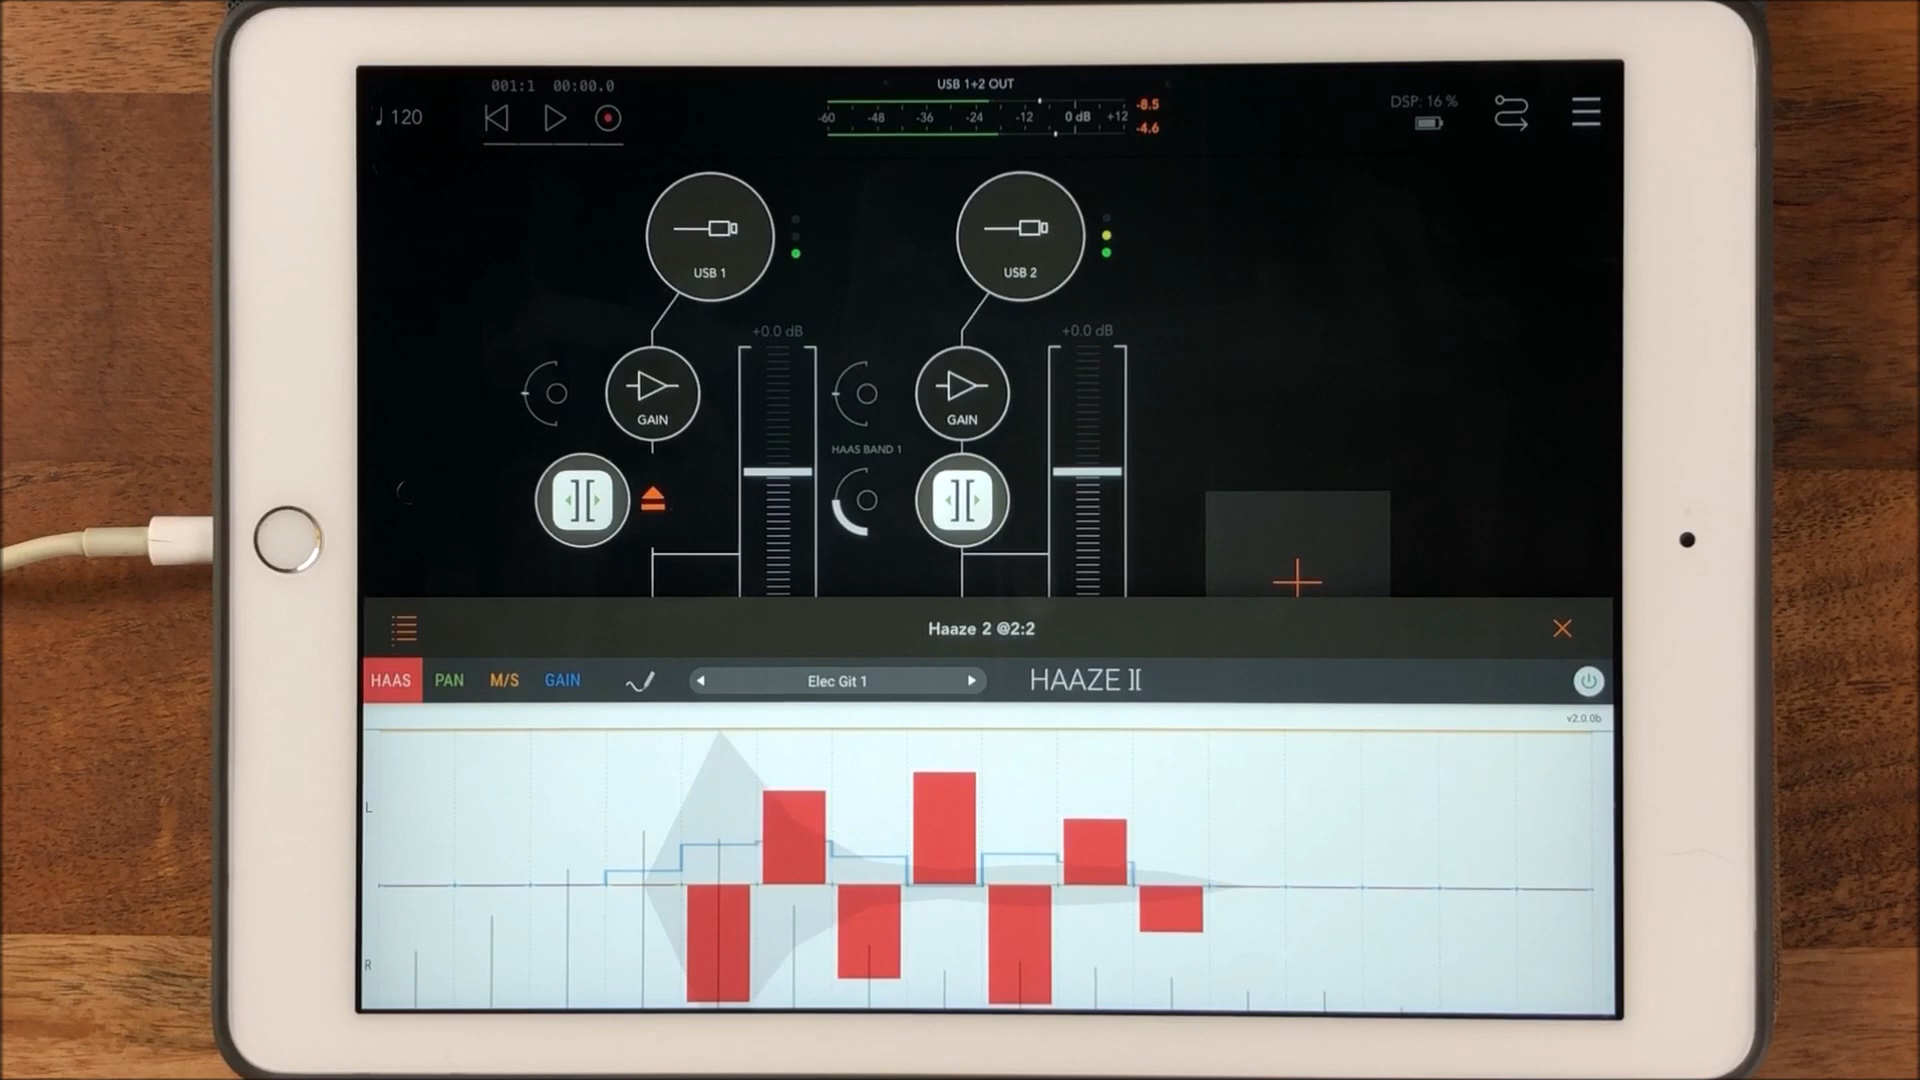 001:1 00:00.0
USB 1+2 OUT
120
-60 -48 -36 -24 -12 0 dB +12
-8.5
-4.6
DSP: 16 %
USB 1
USB 2
+0.0 dB
+0.0 dB
GAIN
GAIN
HAAS BAND 1
Haaze 2 @2:2
HAAS PAN M/S GAIN
Elec Git 1
HAAZE ][
v2.0.0b
L
R